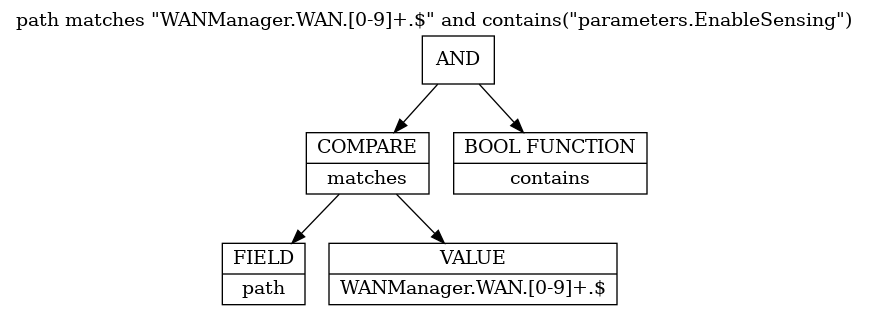 path matches "WANManager.WAN.[0-9]+.$" and contains("parameters.EnableSensing")
AND
COMPARE
matches
BOOL FUNCTION
contains
FIELD
path
VALUE
WANManager.WAN.[0-9]+.$